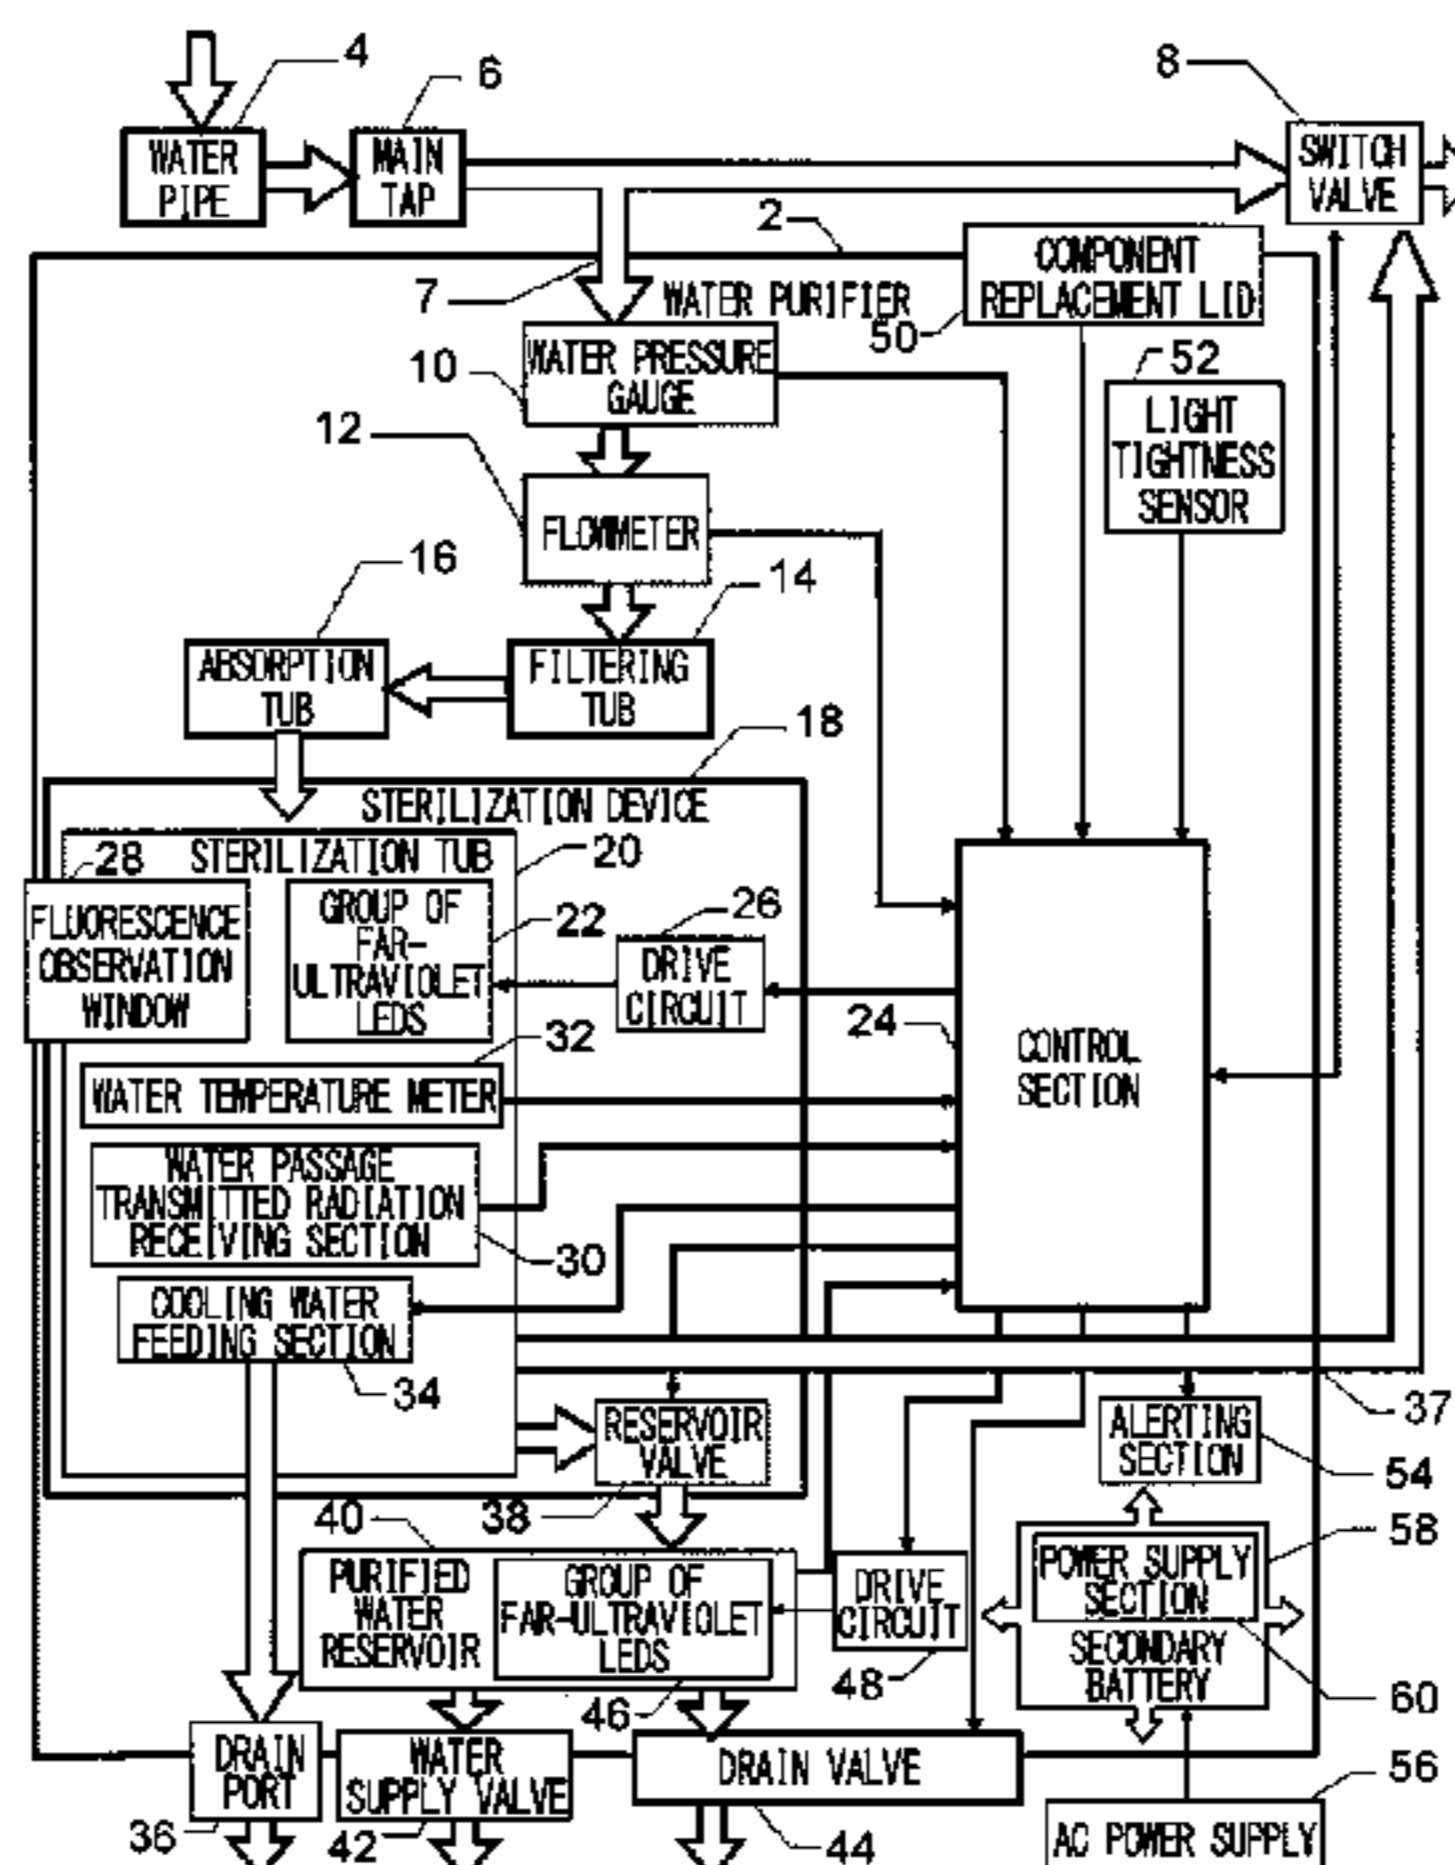 4
6
8
WATER
PIPE
MAIN
TAP
SWITCH
VALVE
2
7
WATER PURIFIER
COMPONENT
REPLACEMENT LID
50
10
WATER PRESSURE
GAUGE
52
LIGHT
TIGHTNESS
SENSOR
12
FLOWMETER
16
14
ABSORPTION
TUB
FILTERING
TUB
18
STERILIZATION DEVICE
STERILIZATION TUB
20
28
FLUORESCENCE
OBSERVATION
WINDOW
GROUP OF
FAR-
ULTRAVIOLET
LEDS
22
26
DRIVE
CIRCUIT
24
CONTROL
SECTION
32
WATER TEMPERATURE METER
WATER PASSAGE
TRANSMITTED RADIATION
RECEIVING SECTION
30
COOLING WATER
FEEDING SECTION
34
37
RESERVOIR
VALVE
38
ALERTING
SECTION
54
40
PURIFIED
WATER
RESERVOIR
GROUP OF
FAR-ULTRAVIOLET
LEDS
46
DRIVE
CIRCUIT
48
58
POWER SUPPLY
SECTION
SECONDARY
BATTERY
60
DRAIN
PORT
36
WATER
SUPPLY VALVE
42
DRAIN VALVE
44
56
AC POWER SUPPLY